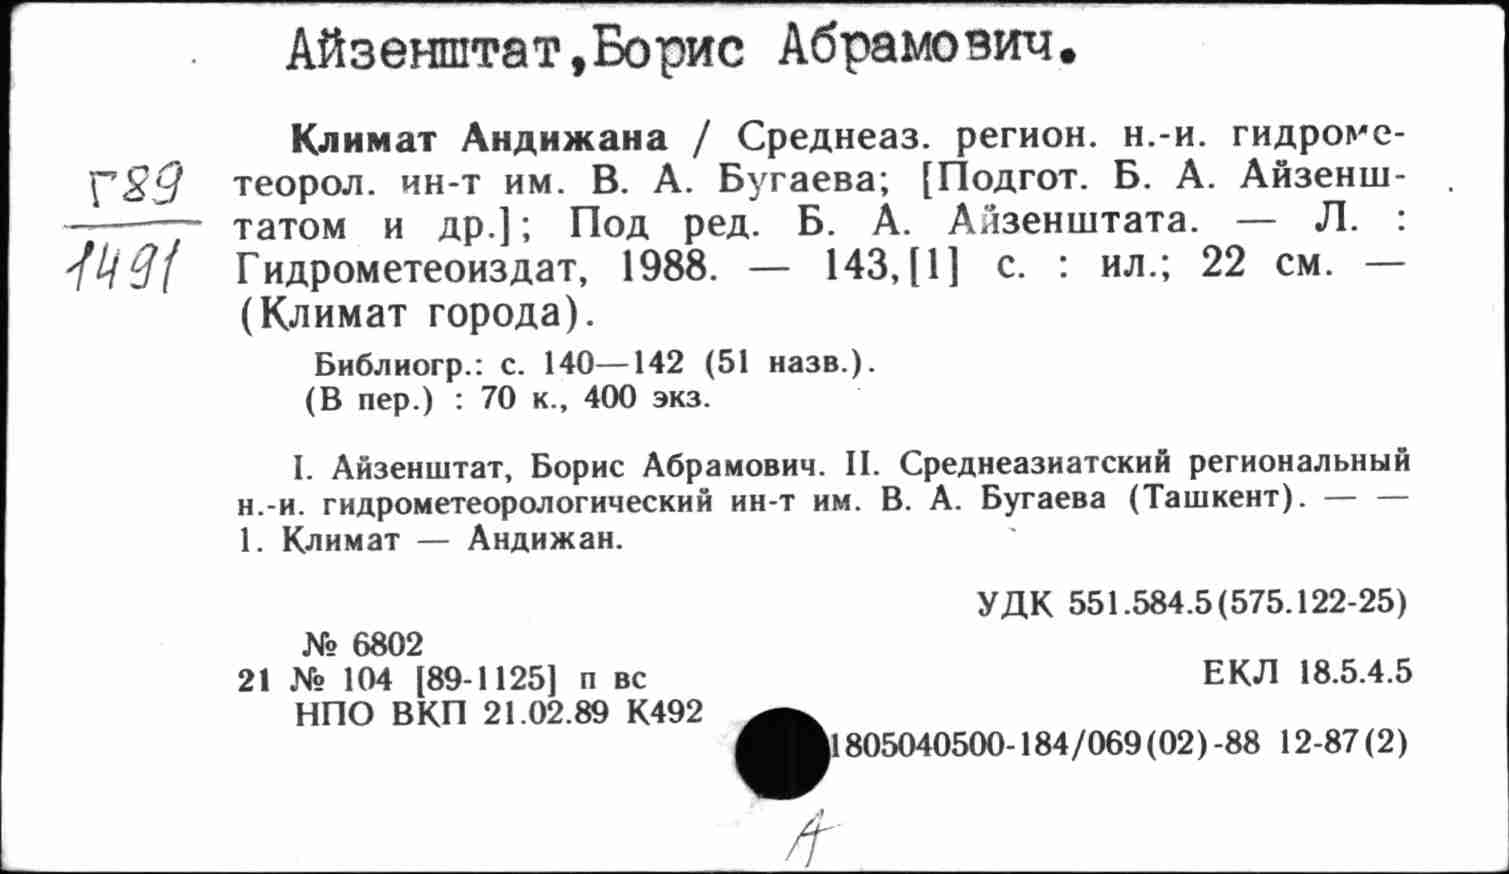 Айзенштат,Борис Абрамович.
Климат Андижана / Среднеаз. регион. н.-и. гидроме-
Г89
теорол. ин-т им. В. А. Бугаева; [Подгот. Б. А. Айзенш-
татом и др.]; Под ред. Б. А. Айзенштата. — Л. :
1491
Гидрометеоиздат, 1988. — 143,[1] с. : ил.; 22 см. —
(Климат города).
Библиогр.: с. 140—142 (51 назв.).
(В пер.) : 70 к., 400 экз.
I. Айзенштат, Борис Абрамович. II. Среднеазиатский региональный
н.-и. гидрометеорологический ин-т им. В. А. Бугаева (Ташкент). — —
1. Климат — Андижан.
УДК 551.584.5(575.122-25)
№ 6802
21 № 104 [89-1125] п вс
ЕКЛ 18.5.4.5
НПО ВКП 21.02.89 К492
1805040500-184/069(02)-88 12-87(2)
А